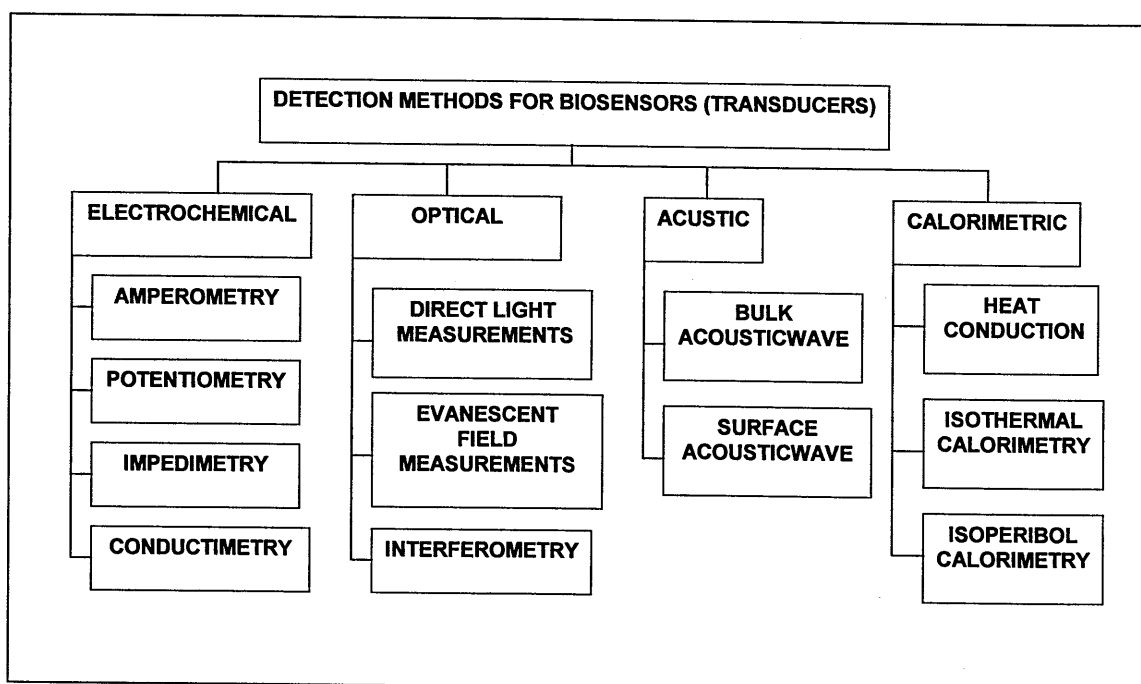 DETECTION METHODS FOR BIOSENSORS (TRANSDUCERS)
ELECTROCHEMICAL
AMPEROMETRY
POTENTIOMETRY
IMPEDIMETRY
CONDUCTIMETRY
OPTICAL
DIRECT LIGHT
MEASUREMENTS
EVANESCENT
FIELD
MEASUREMENTS
INTERFEROMETRY
ACUSTIC
BULK
ACOUSTICWAVE
SURFACE
ACOUSTICWAVE
CALORIMETRIC
HEAT
CONDUCTION
ISOTHERMAL
CALORIMETRY
ISOPERIBOL
CALORIMETRY